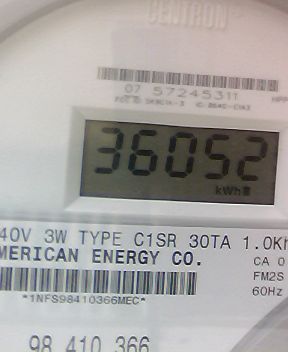 CENTRON
07 57245311
36052
kWh
40V 3W TYPE C1SR 30TA 1.0Kh
MERICAN ENERGY CO.
CA 0
FM2S
60Hz
*1NFS98410366MEC*
98 410 366